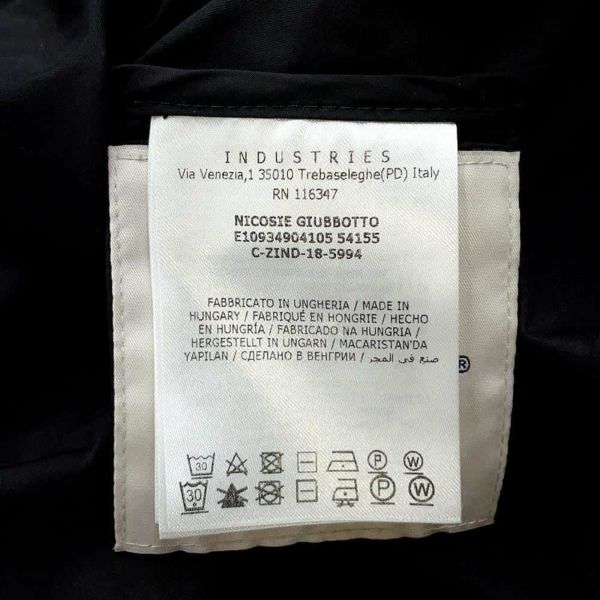 INDUSTRIES
Via Venezia,1 35010 Trebaseleghe(PD) Italy
RN 116347
NICOSIE GIUBBOTTO
E10934904105 54155
C-ZIND-18-5994
FABBRICATO IN UNGHERIA / MADE IN
HUNGARY / FABRIQUÉ EN HONGRIE / HECHO
EN HUNGRÍA / FABRICADO NA HUNGRIA /
HERGESTELLT IN UNGARN / MACARISTAN'DA
YAPILAN / СДЕЛАНО В ВЕНГРИИ / صنع في المجر
®
30 P W
30 P W